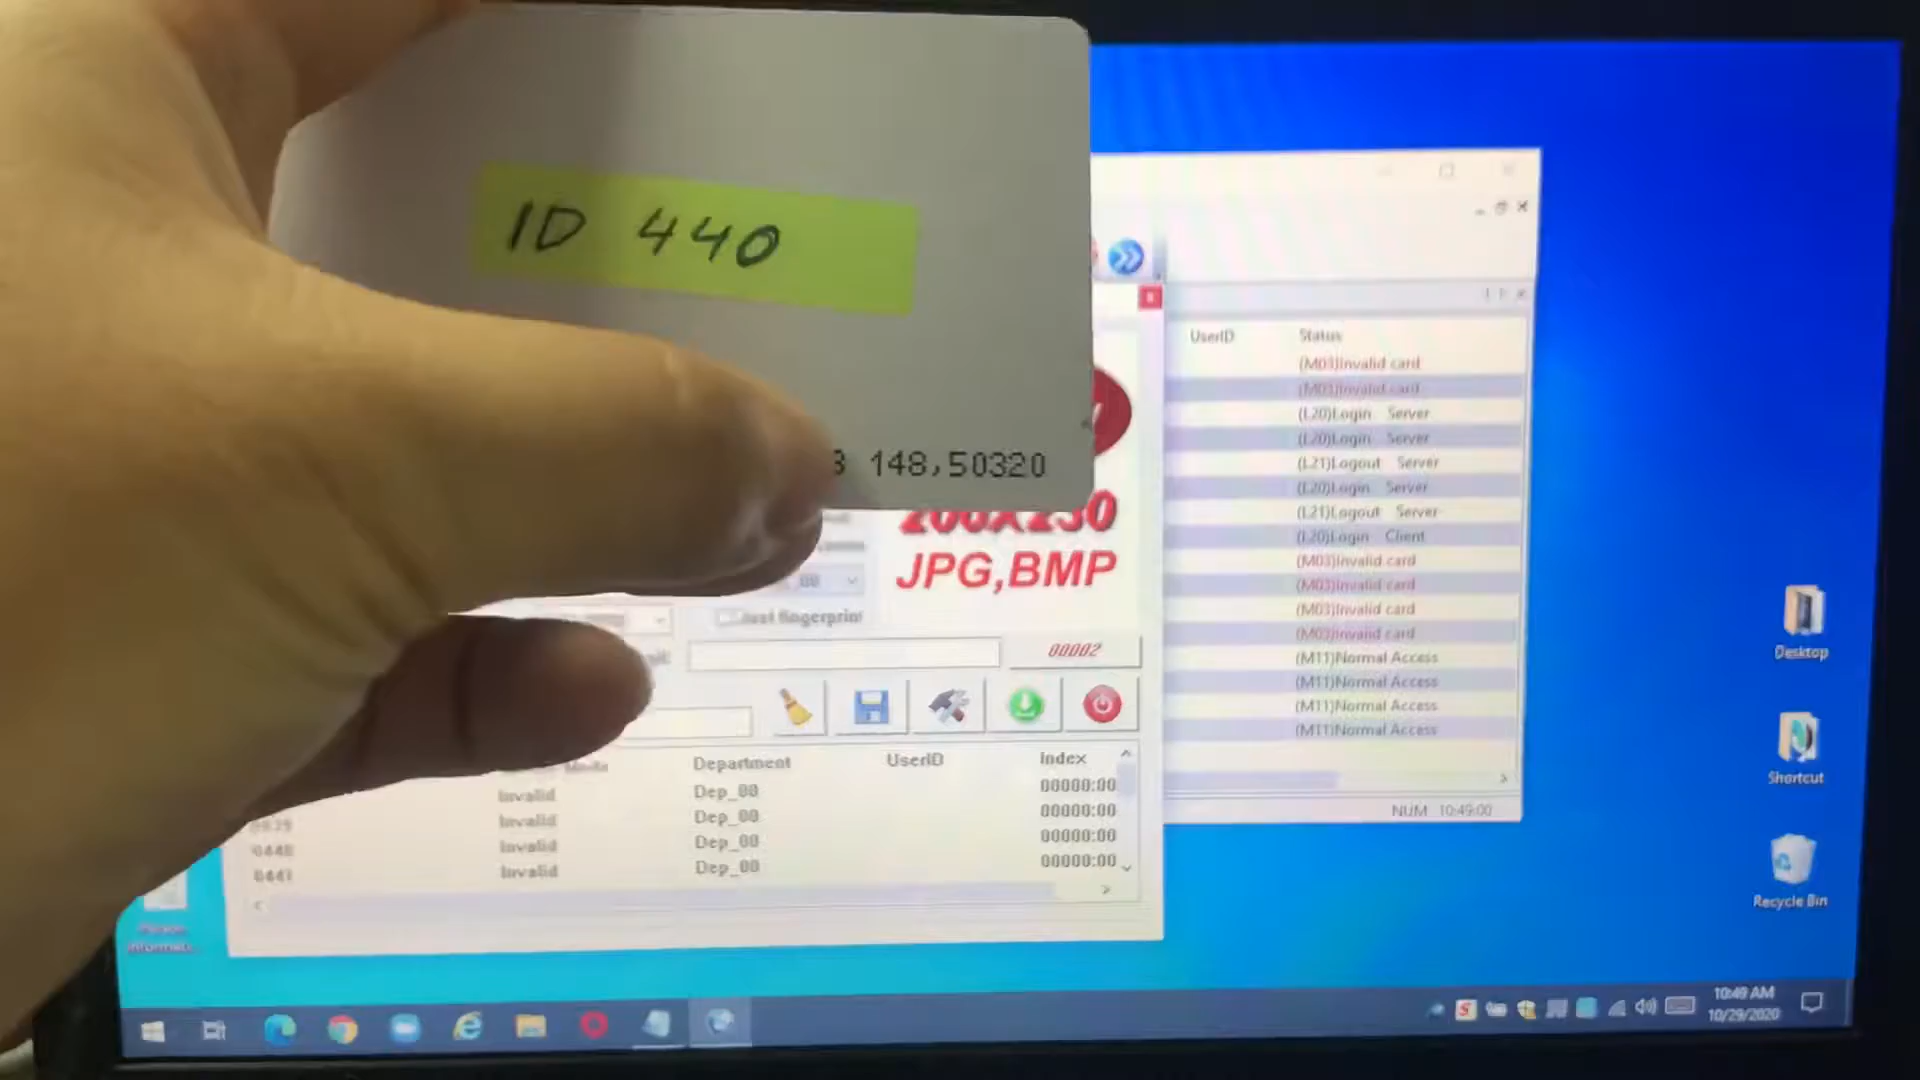 ID 440
3 148,50320
200X230
JPG,BMP
Just fingerprint
00002
Department
UserID
Index
Invalid
Dep_00
00000:00
Invalid
Dep_00
00000:00
0440
Invalid
Dep_00
00000:00
0441
Invalid
Dep_00
00000:00
UserID
Status
(M03)Invalid card
(M03)Invalid card
(L20)Login Server
(L20)Login Server
(L21)Logout Server
(L20)Login Server
(L21)Logout Server
(L20)Login Client
(M03)Invalid card
(M03)Invalid card
(M03)Invalid card
(M03)Invalid card
(M11)Normal Access
(M11)Normal Access
(M11)Normal Access
(M11)Normal Access
NUM 10:49:00
Desktop
Shortcut
Recycle Bin
10:49 AM
10/29/2020